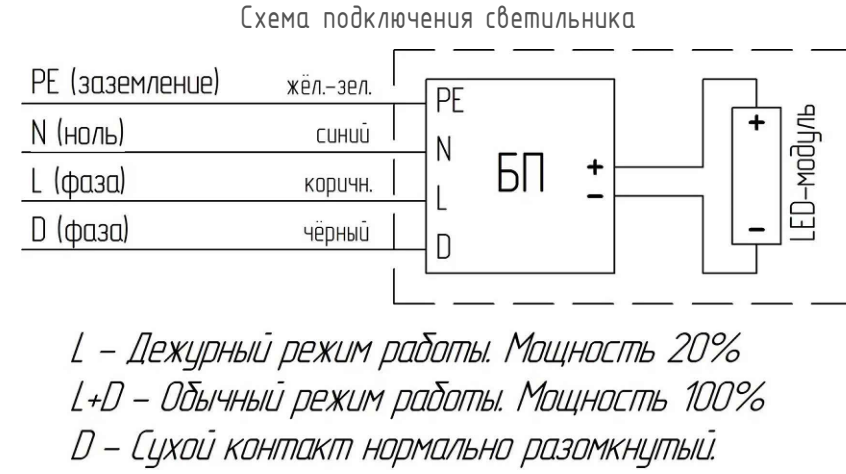 Схема подключения светильника
PE (заземление) жёл.-зел.
N (ноль) синий
L (фаза) коричн.
D (фаза) чёрный
PE
N
L
D
БП
+
–
+
–
LED-модуль
L – Дежурный режим работы. Мощность 20%
L+D – Обычный режим работы. Мощность 100%
D – Сухой контакт нормально разомкнутый.